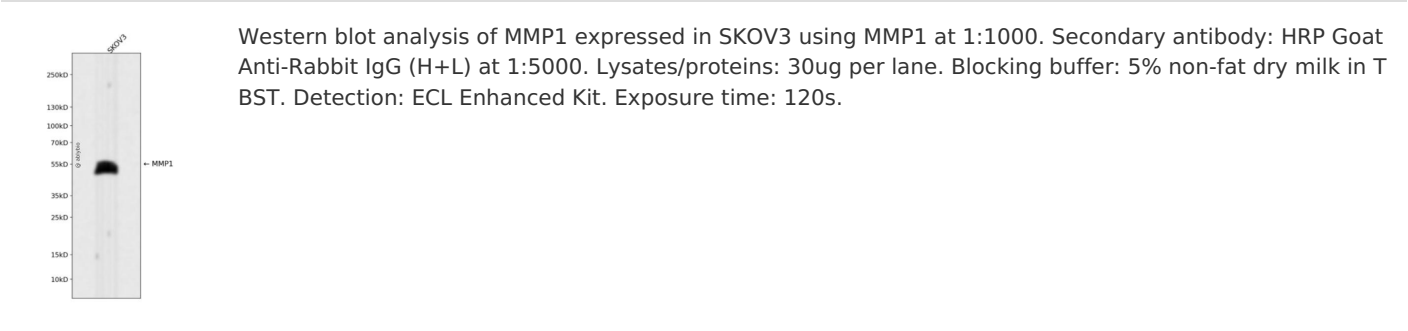 SKOV3
Western blot analysis of MMP1 expressed in SKOV3 using MMP1 at 1:1000. Secondary antibody: HRP Goat
Anti-Rabbit IgG (H+L) at 1:5000. Lysates/proteins: 30ug per lane. Blocking buffer: 5% non-fat dry milk in T
BST. Detection: ECL Enhanced Kit. Exposure time: 120s.
250kD
130kD
100kD
70kD
55kD
← MMP1
35kD
25kD
15kD
10kD